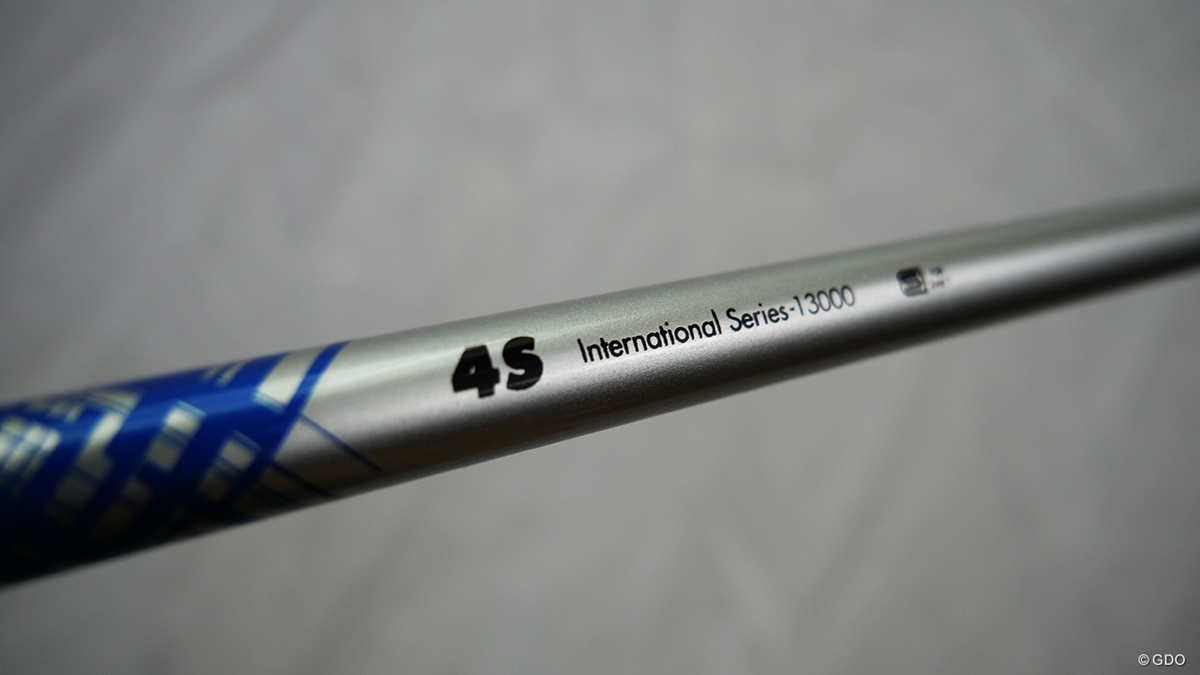 4S International Series-13000
© GDO